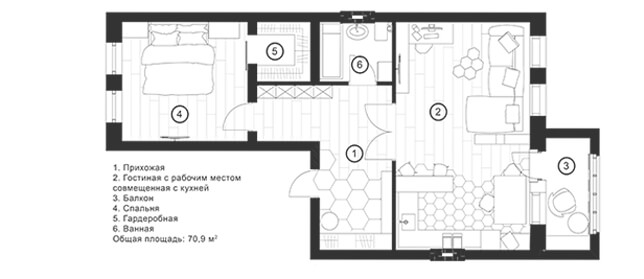 5
6
4
2
3
1
1. Прихожая
2. Гостиная с рабочим местом
совмещенная с кухней
3. Балкон
4. Спальня
5. Гардеробная
6. Ванная
Общая площадь: 70,9 м²